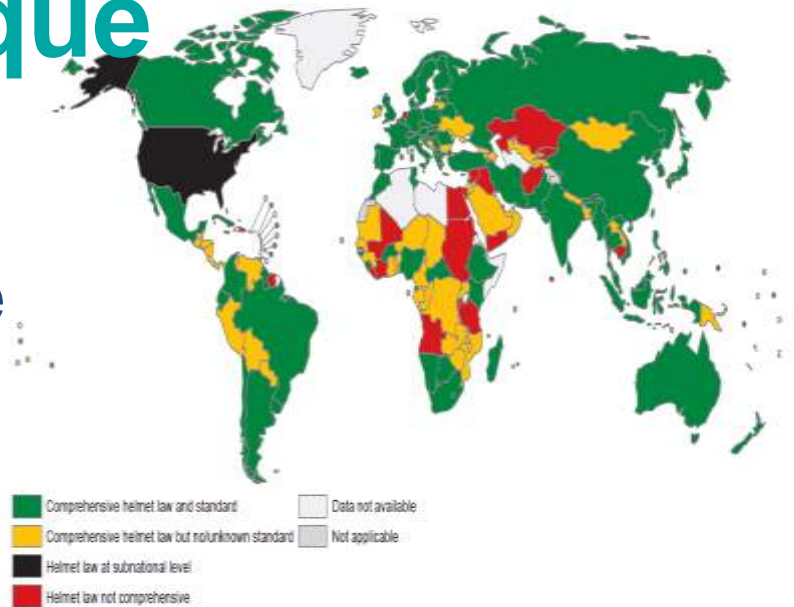 que
e
Comprehensive helmet law and standard
Comprehensive helmet law but no/unknown standard
Helmet law at subnational level
Helmet law not comprehensive
Data not available
Not applicable